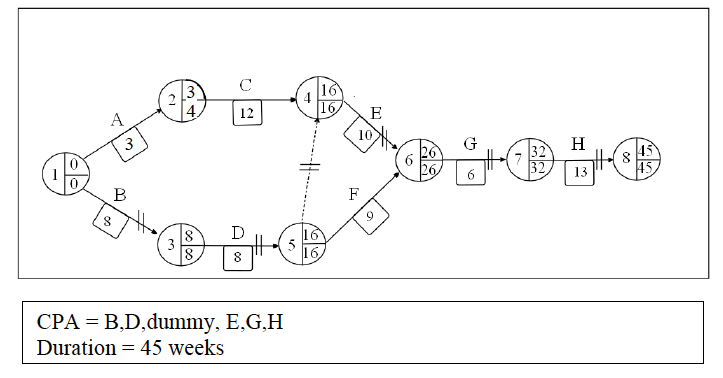 A
3
2 3 4
C
12
4 16 16
E
10
1 0 0
B
8
3 8 8
D
8
5 16 16
F
9
6 26 26
G
6
7 32 32
H
13
8 45 45
CPA = B,D,dummy, E,G,H
Duration = 45 weeks